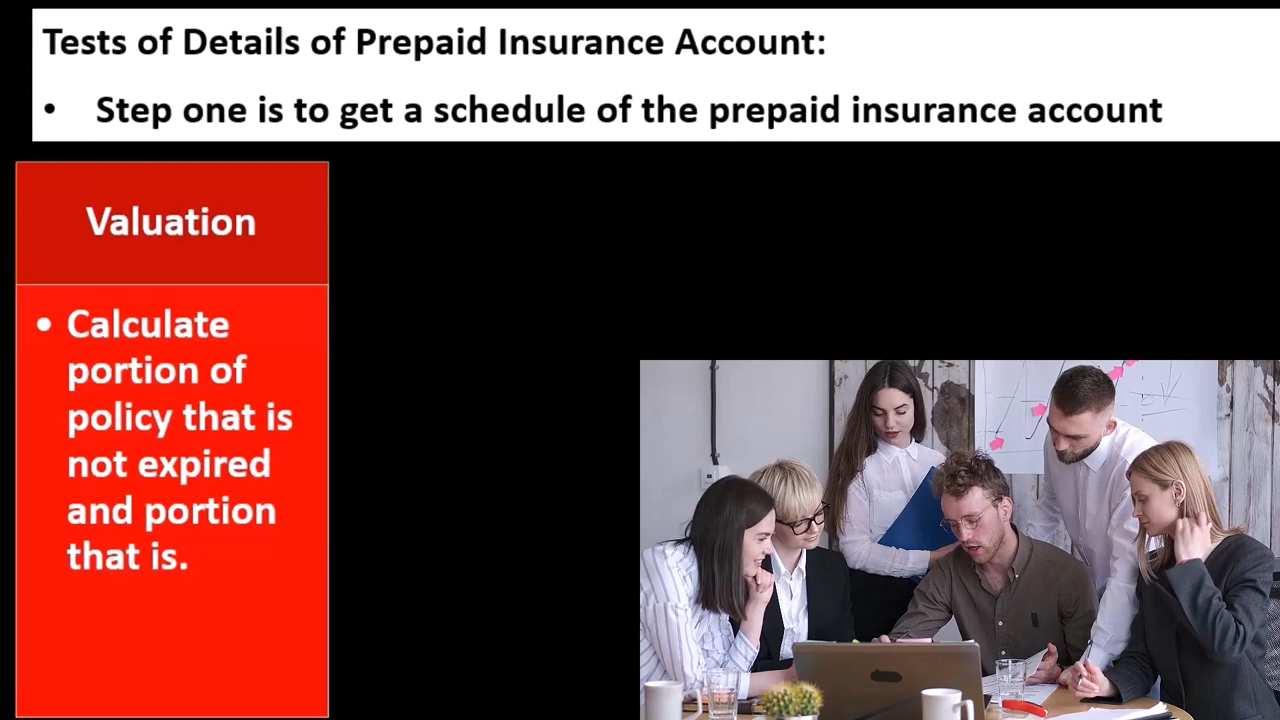 Tests of Details of Prepaid Insurance Account:
• Step one is to get a schedule of the prepaid insurance account
Valuation
• Calculate
portion of
policy that is
not expired
and portion
that is.